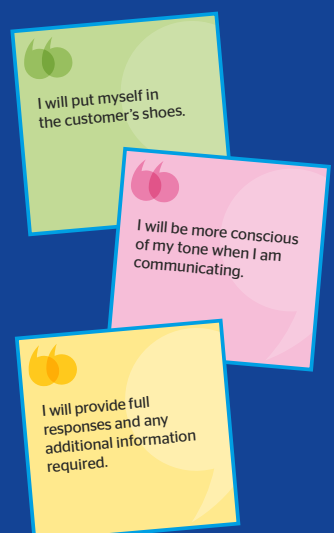 I will put myself in
the customer's shoes.
I will be more conscious
of my tone when I am
communicating.
I will provide full
responses and any
additional information
required.